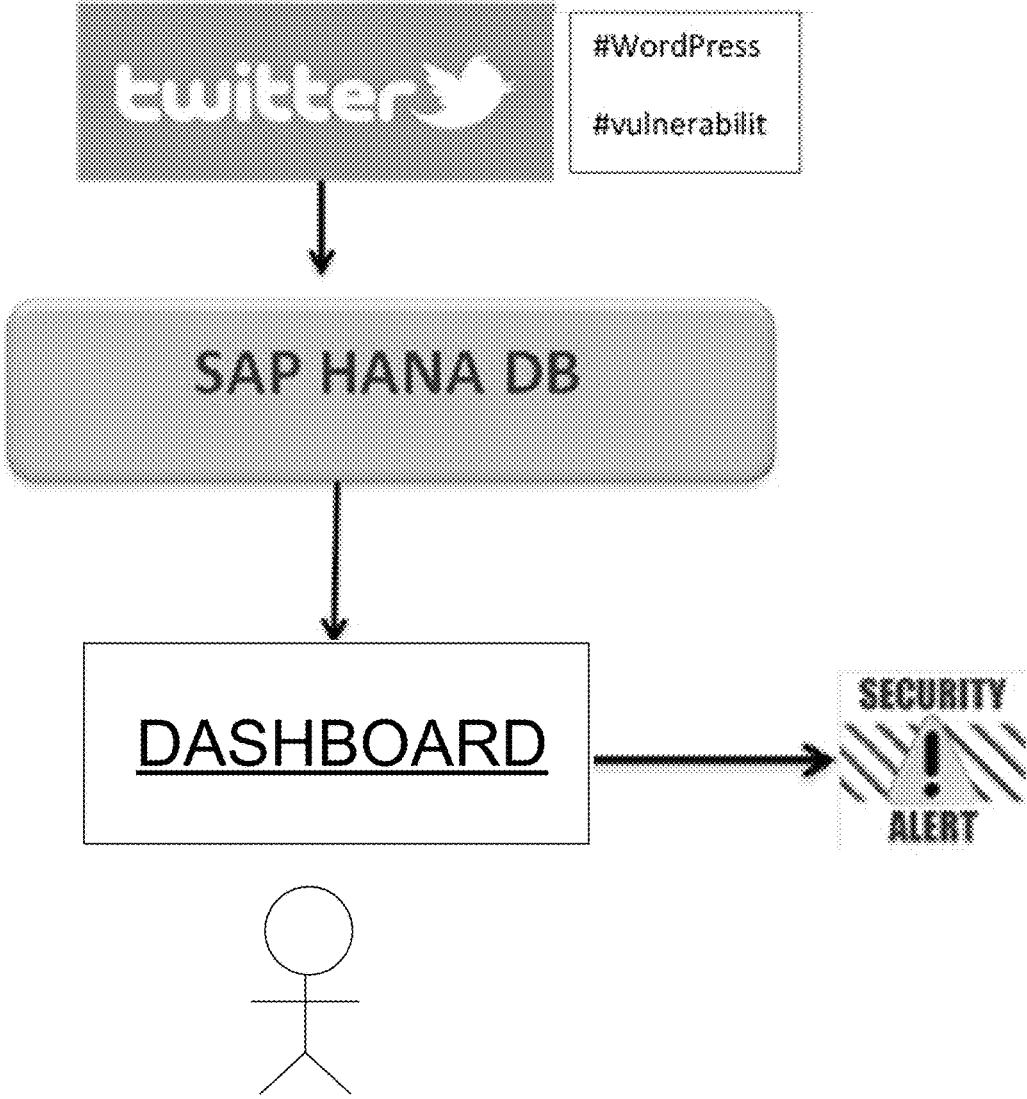 twitter
#WordPress
#vulnerabilit
SAP HANA DB
DASHBOARD
SECURITY
!
ALERT